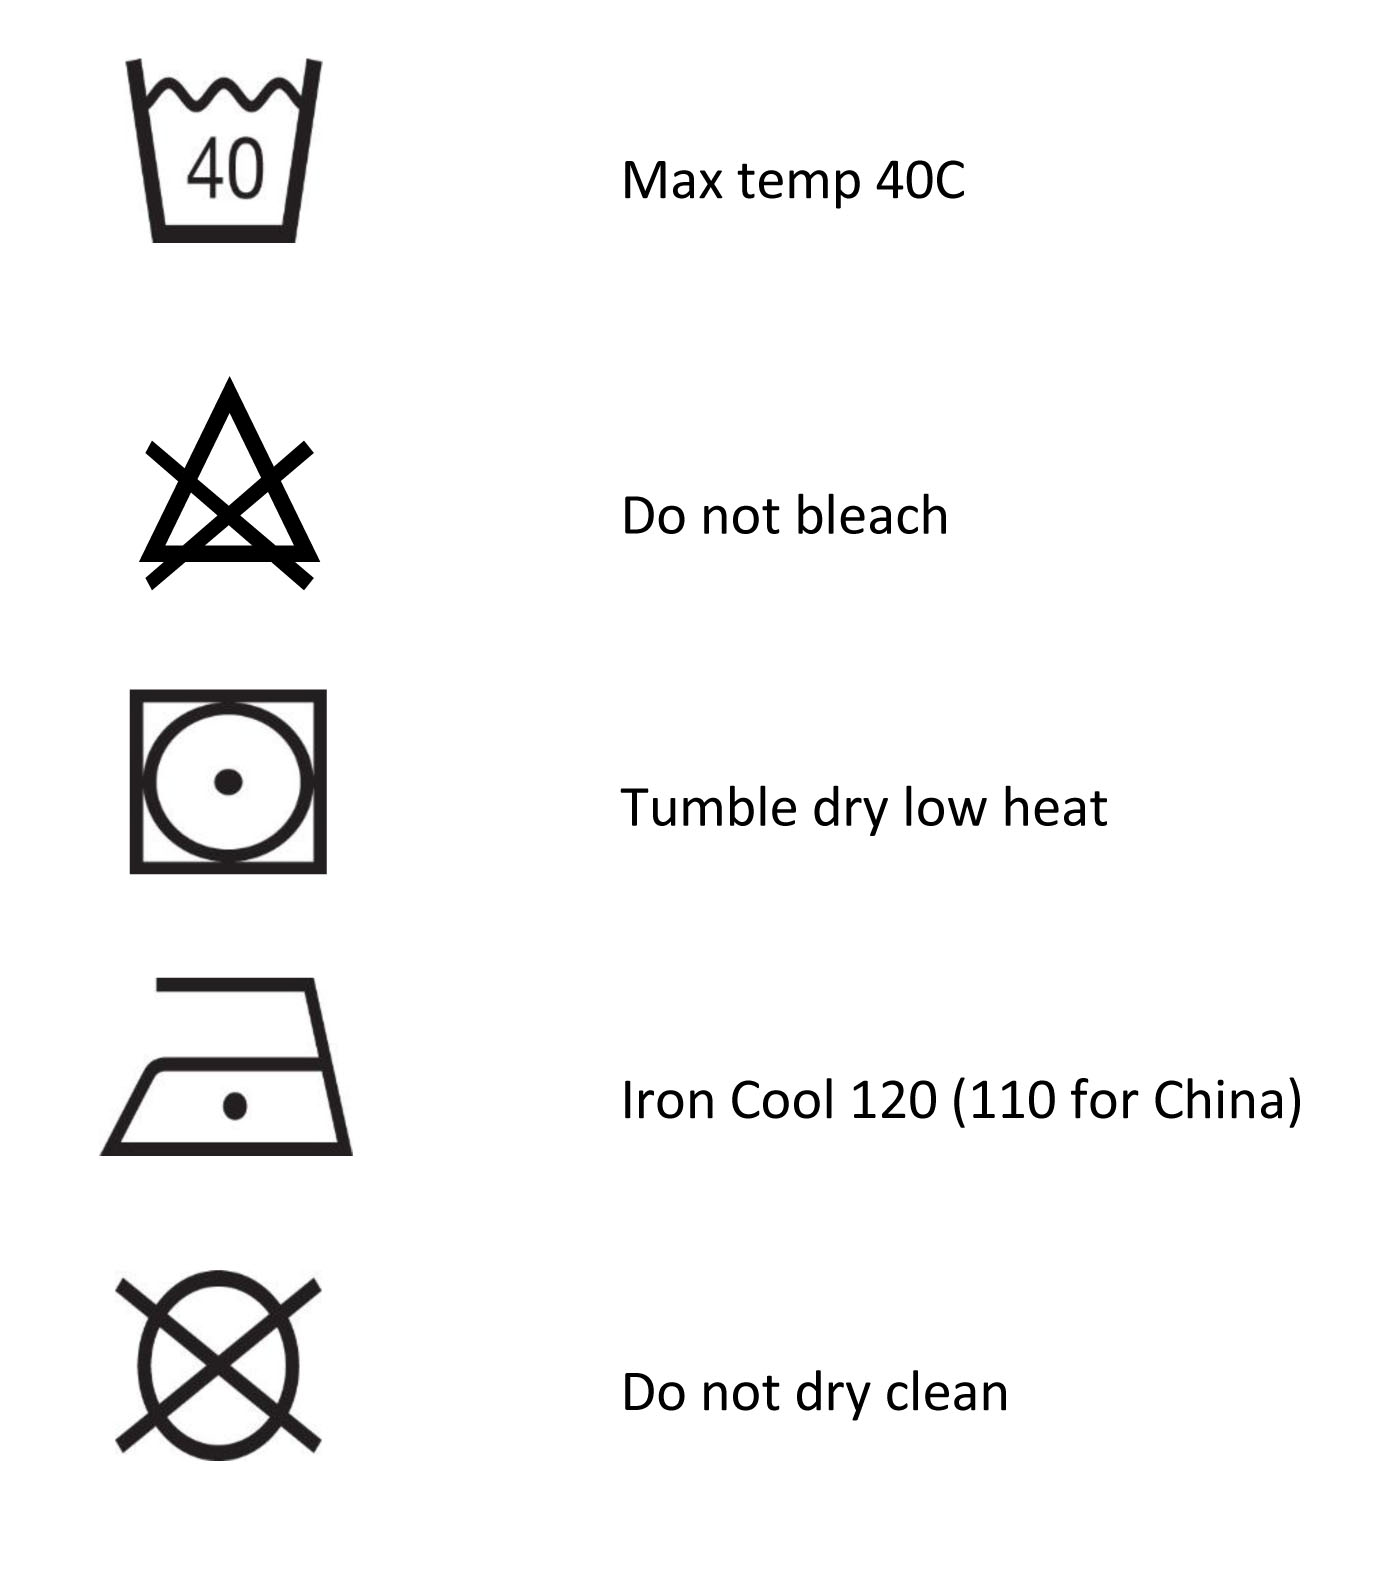 40
Max temp 40C
Do not bleach
Tumble dry low heat
Iron Cool 120 (110 for China)
Do not dry clean